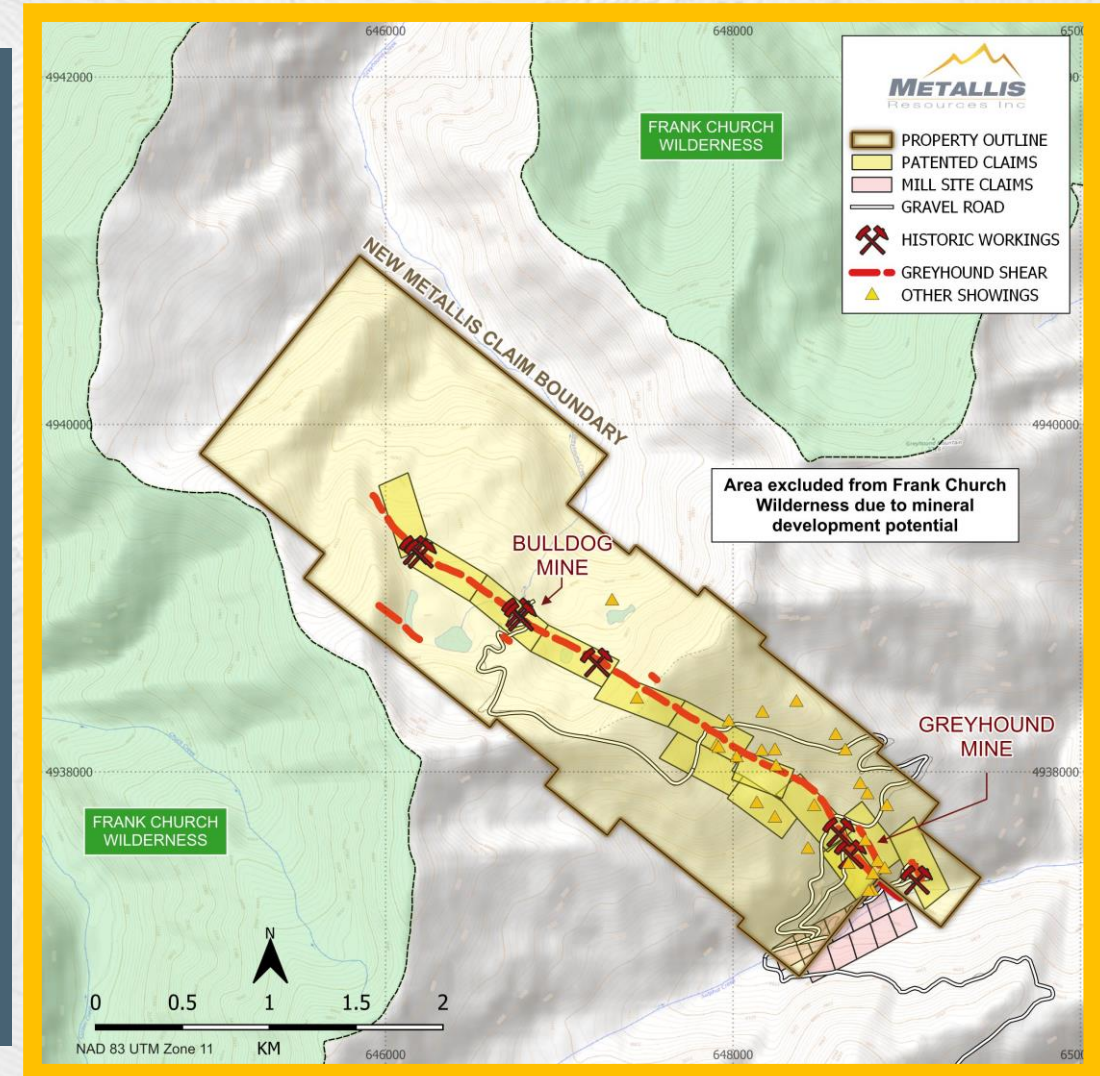 646000
648000
650
4942000
METALLIS
Resources Inc
PROPERTY OUTLINE
PATENTED CLAIMS
MILL SITE CLAIMS
GRAVEL ROAD
HISTORIC WORKINGS
GREYHOUND SHEAR
OTHER SHOWINGS
FRANK CHURCH
WILDERNESS
NEW METALLIS CLAIM BOUNDARY
4940000
4940000
Area excluded from Frank Church
Wilderness due to mineral
development potential
BULLDOG
MINE
GREYHOUND
MINE
4938000
4938000
FRANK CHURCH
WILDERNESS
N
0 0.5 1 1.5 2
KM
NAD 83 UTM Zone 11
646000
648000
650